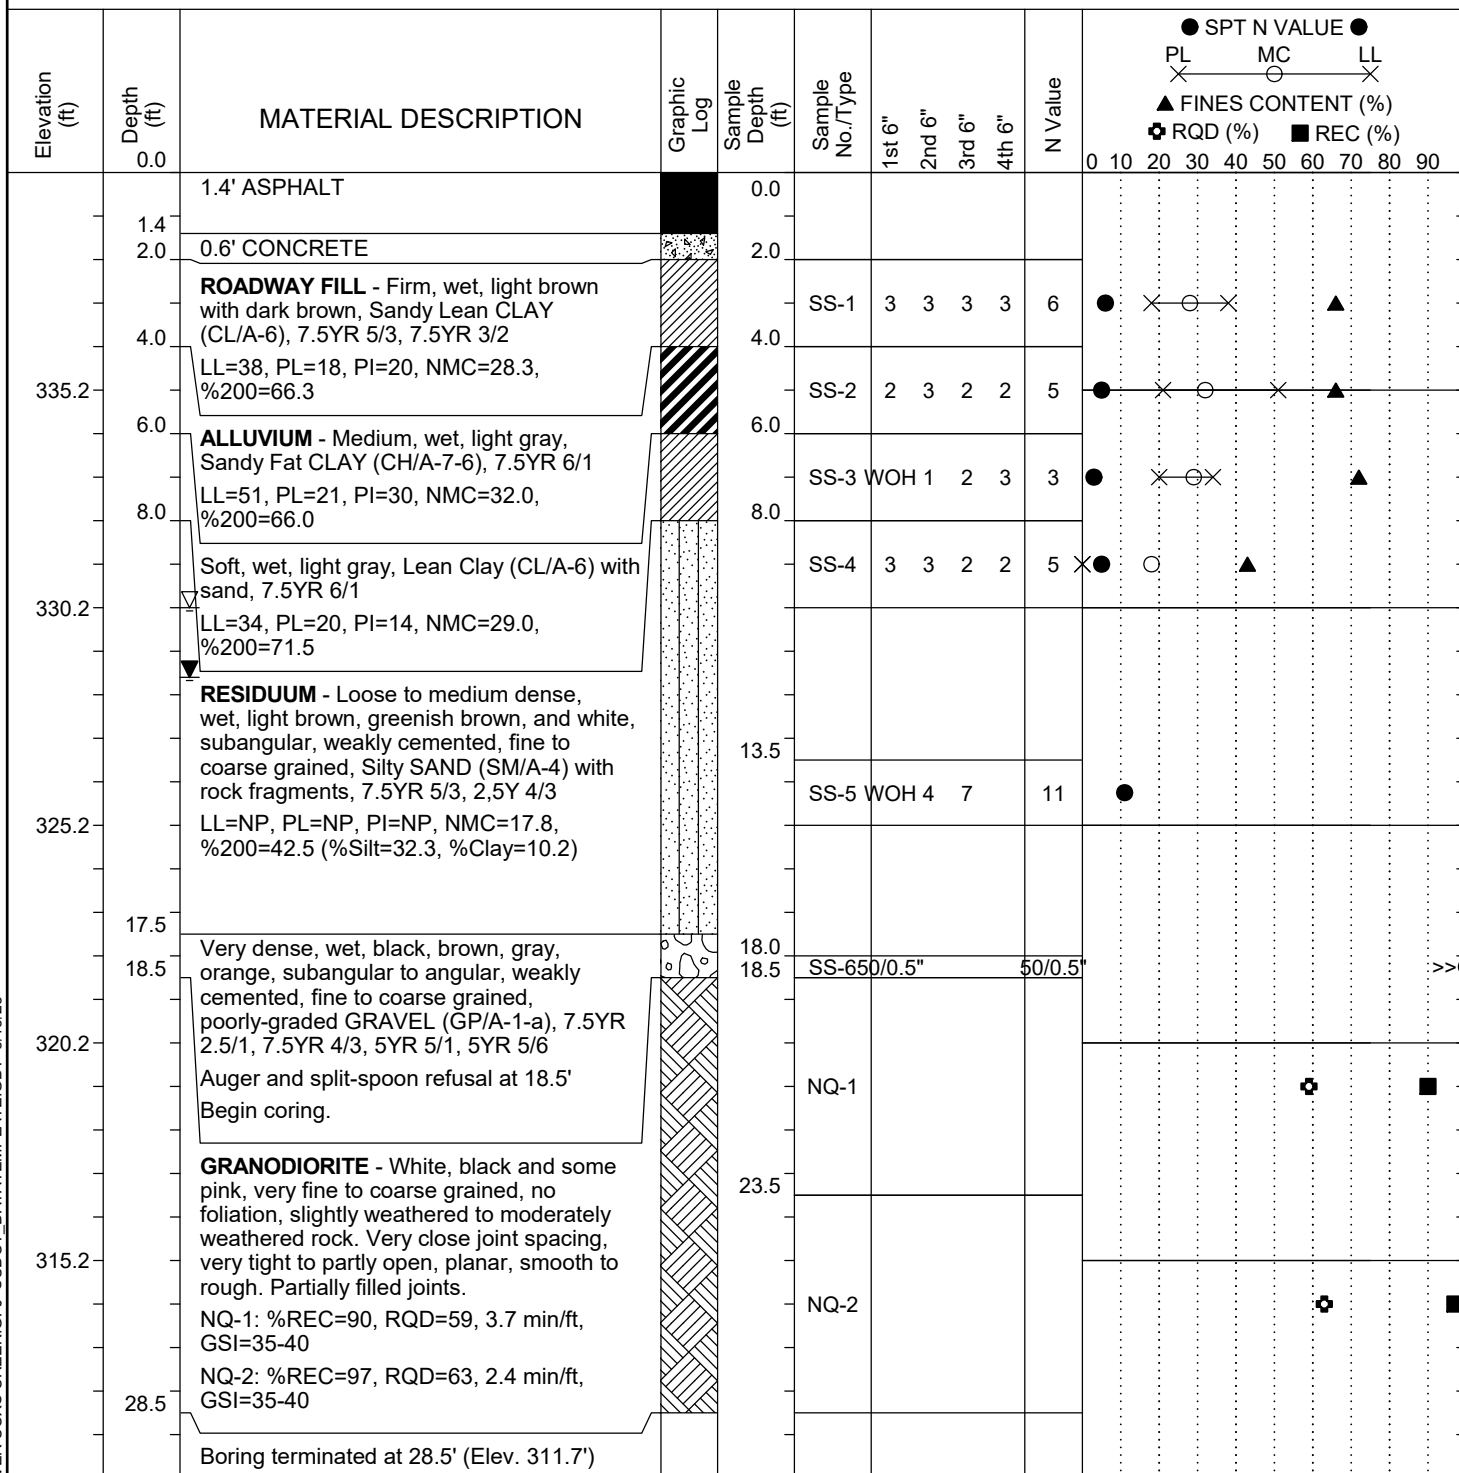 ● SPT N VALUE ●
PL MC LL
▲ FINES CONTENT (%)
RQD (%) ■ REC (%)
Elevation (ft)
Depth (ft)
0.0
MATERIAL DESCRIPTION
Graphic Log
Sample Depth (ft)
Sample No./Type
1st 6"
2nd 6"
3rd 6"
4th 6"
N Value
0 10 20 30 40 50 60 70 80 90
1.4' ASPHALT
0.0
1.4
2.0 0.6' CONCRETE 2.0
ROADWAY FILL - Firm, wet, light brown
with dark brown, Sandy Lean CLAY
(CL/A-6), 7.5YR 5/3, 7.5YR 3/2
SS-1 3 3 3 3 6
4.0 4.0
LL=38, PL=18, PI=20, NMC=28.3,
%200=66.3
335.2 SS-2 2 3 2 2 5
6.0 6.0
ALLUVIUM - Medium, wet, light gray,
Sandy Fat CLAY (CH/A-7-6), 7.5YR 6/1
SS-3 WOH 1 2 3 3
LL=51, PL=21, PI=30, NMC=32.0,
%200=66.0
8.0 8.0
Soft, wet, light gray, Lean Clay (CL/A-6) with
sand, 7.5YR 6/1
SS-4 3 3 2 2 5
330.2
LL=34, PL=20, PI=14, NMC=29.0,
%200=71.5
RESIDUUM - Loose to medium dense,
wet, light brown, greenish brown, and white,
subangular, weakly cemented, fine to
coarse grained, Silty SAND (SM/A-4) with
rock fragments, 7.5YR 5/3, 2,5Y 4/3
13.5
SS-5 WOH 4 7 11
325.2
LL=NP, PL=NP, PI=NP, NMC=17.8,
%200=42.5 (%Silt=32.3, %Clay=10.2)
17.5
Very dense, wet, black, brown, gray,
orange, subangular to angular, weakly
cemented, fine to coarse grained,
poorly-graded GRAVEL (GP/A-1-a), 7.5YR
2.5/1, 7.5YR 4/3, 5YR 5/1, 5YR 5/6
18.0
18.5 18.5 SS-6 50/0.5" 50/0.5" >>
320.2
Auger and split-spoon refusal at 18.5'
Begin coring.
NQ-1
GRANODIORITE - White, black and some
pink, very fine to coarse grained, no
foliation, slightly weathered to moderately
weathered rock. Very close joint spacing,
very tight to partly open, planar, smooth to
rough. Partially filled joints.
23.5
315.2
NQ-1: %REC=90, RQD=59, 3.7 min/ft,
GSI=35-40
NQ-2
NQ-2: %REC=97, RQD=63, 2.4 min/ft,
GSI=35-40
28.5
Boring terminated at 28.5' (Elev. 311.7')